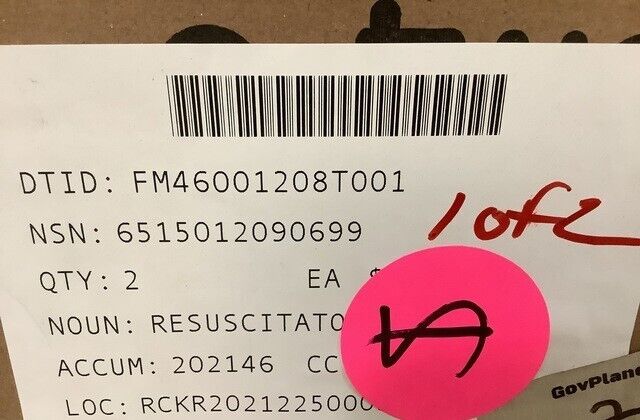 DTID: FM46001208T001
NSN: 6515012090699
1 of 2
QTY: 2 EA $
NOUN: RESUSCITATO
ACCUM: 202146 CC
LOC: RCKR2021225000
GovPlane